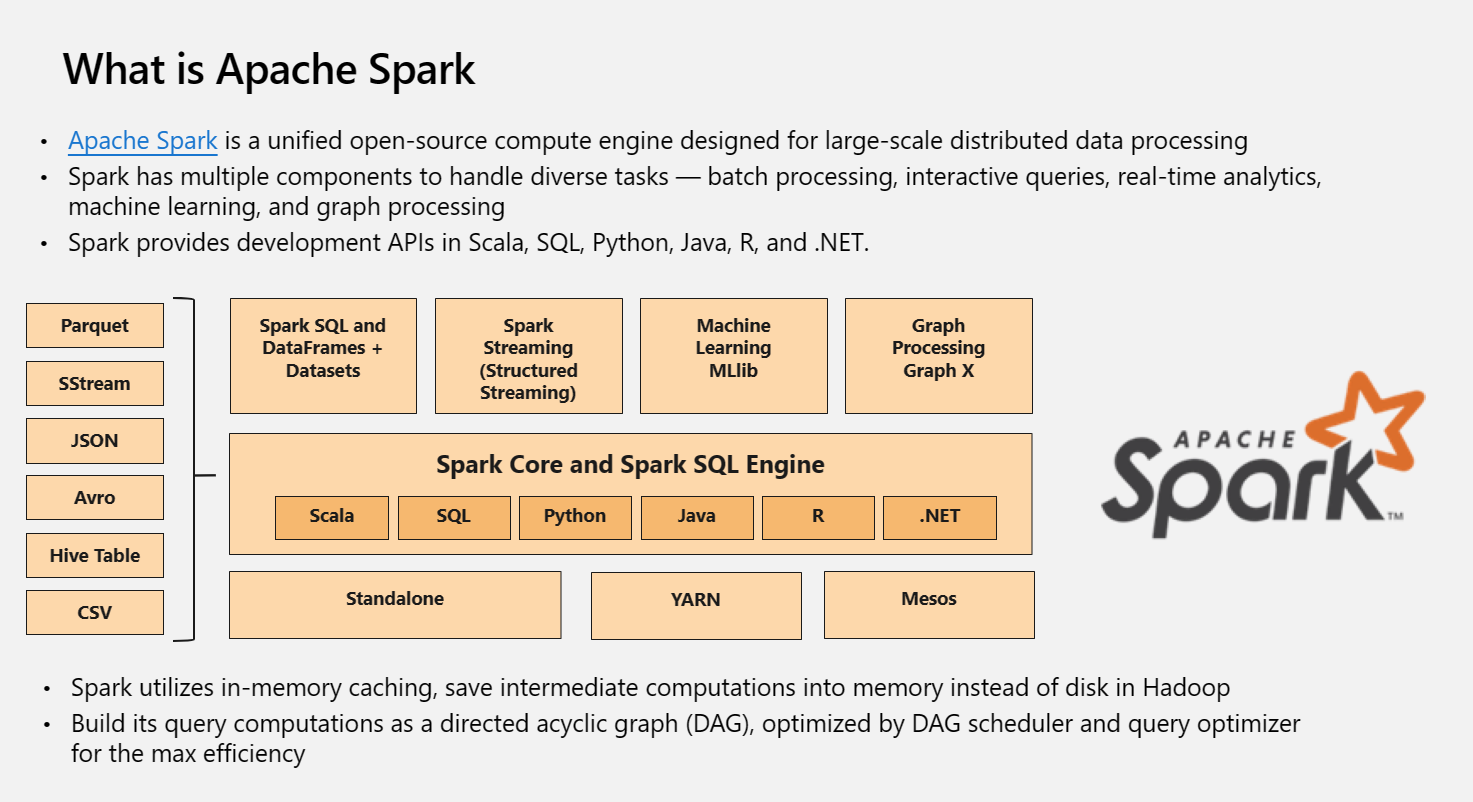 What is Apache Spark
• Apache Spark is a unified open-source compute engine designed for large-scale distributed data processing
• Spark has multiple components to handle diverse tasks — batch processing, interactive queries, real-time analytics,
machine learning, and graph processing
• Spark provides development APIs in Scala, SQL, Python, Java, R, and .NET.
Parquet
SStream
JSON
Avro
Hive Table
CSV
Spark SQL and
DataFrames +
Datasets
Spark
Streaming
(Structured
Streaming)
Machine
Learning
MLlib
Graph
Processing
Graph X
Spark Core and Spark SQL Engine
Scala
SQL
Python
Java
R
.NET
Standalone
YARN
Mesos
APACHE
Spark™
• Spark utilizes in-memory caching, save intermediate computations into memory instead of disk in Hadoop
• Build its query computations as a directed acyclic graph (DAG), optimized by DAG scheduler and query optimizer
for the max efficiency